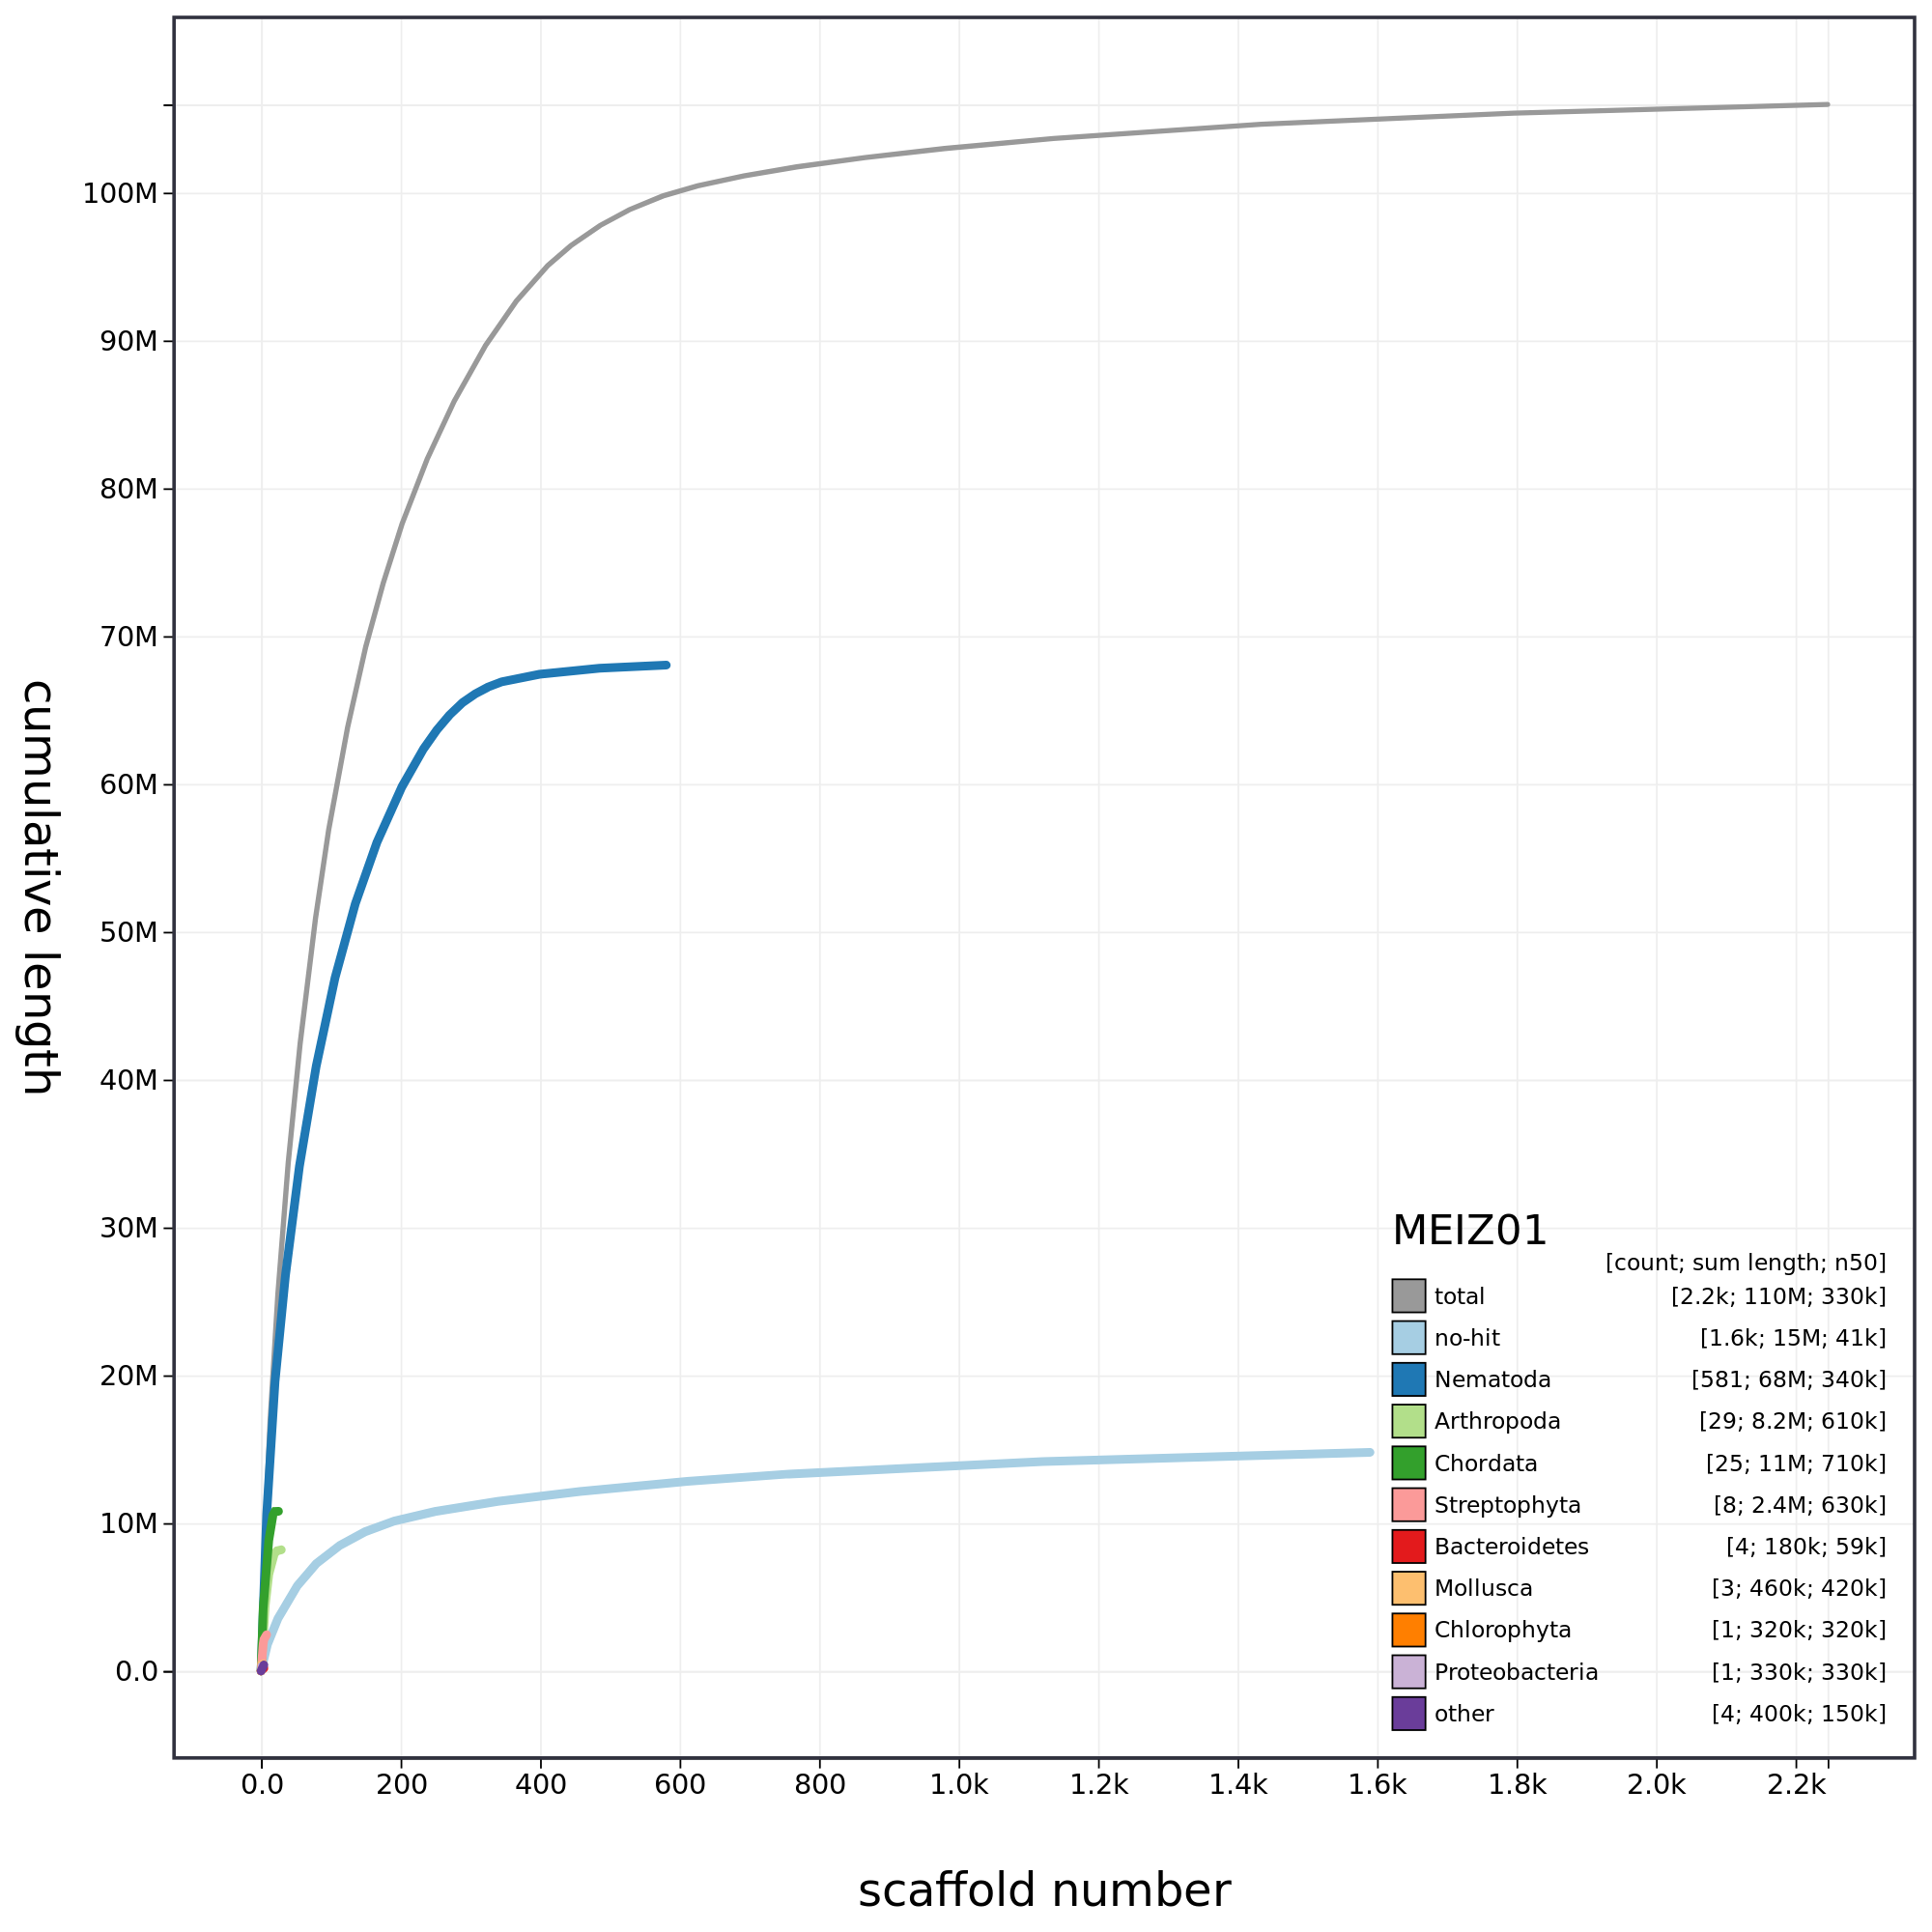 cumulative length
100M
90M
80M
70M
60M
50M
40M
30M
20M
10M
0.0
MEIZ01
[count; sum length; n50]
total [2.2k; 110M; 330k]
no-hit [1.6k; 15M; 41k]
Nematoda [581; 68M; 340k]
Arthropoda [29; 8.2M; 610k]
Chordata [25; 11M; 710k]
Streptophyta [8; 2.4M; 630k]
Bacteroidetes [4; 180k; 59k]
Mollusca [3; 460k; 420k]
Chlorophyta [1; 320k; 320k]
Proteobacteria [1; 330k; 330k]
other [4; 400k; 150k]
0.0 200 400 600 800 1.0k 1.2k 1.4k 1.6k 1.8k 2.0k 2.2k
scaffold number